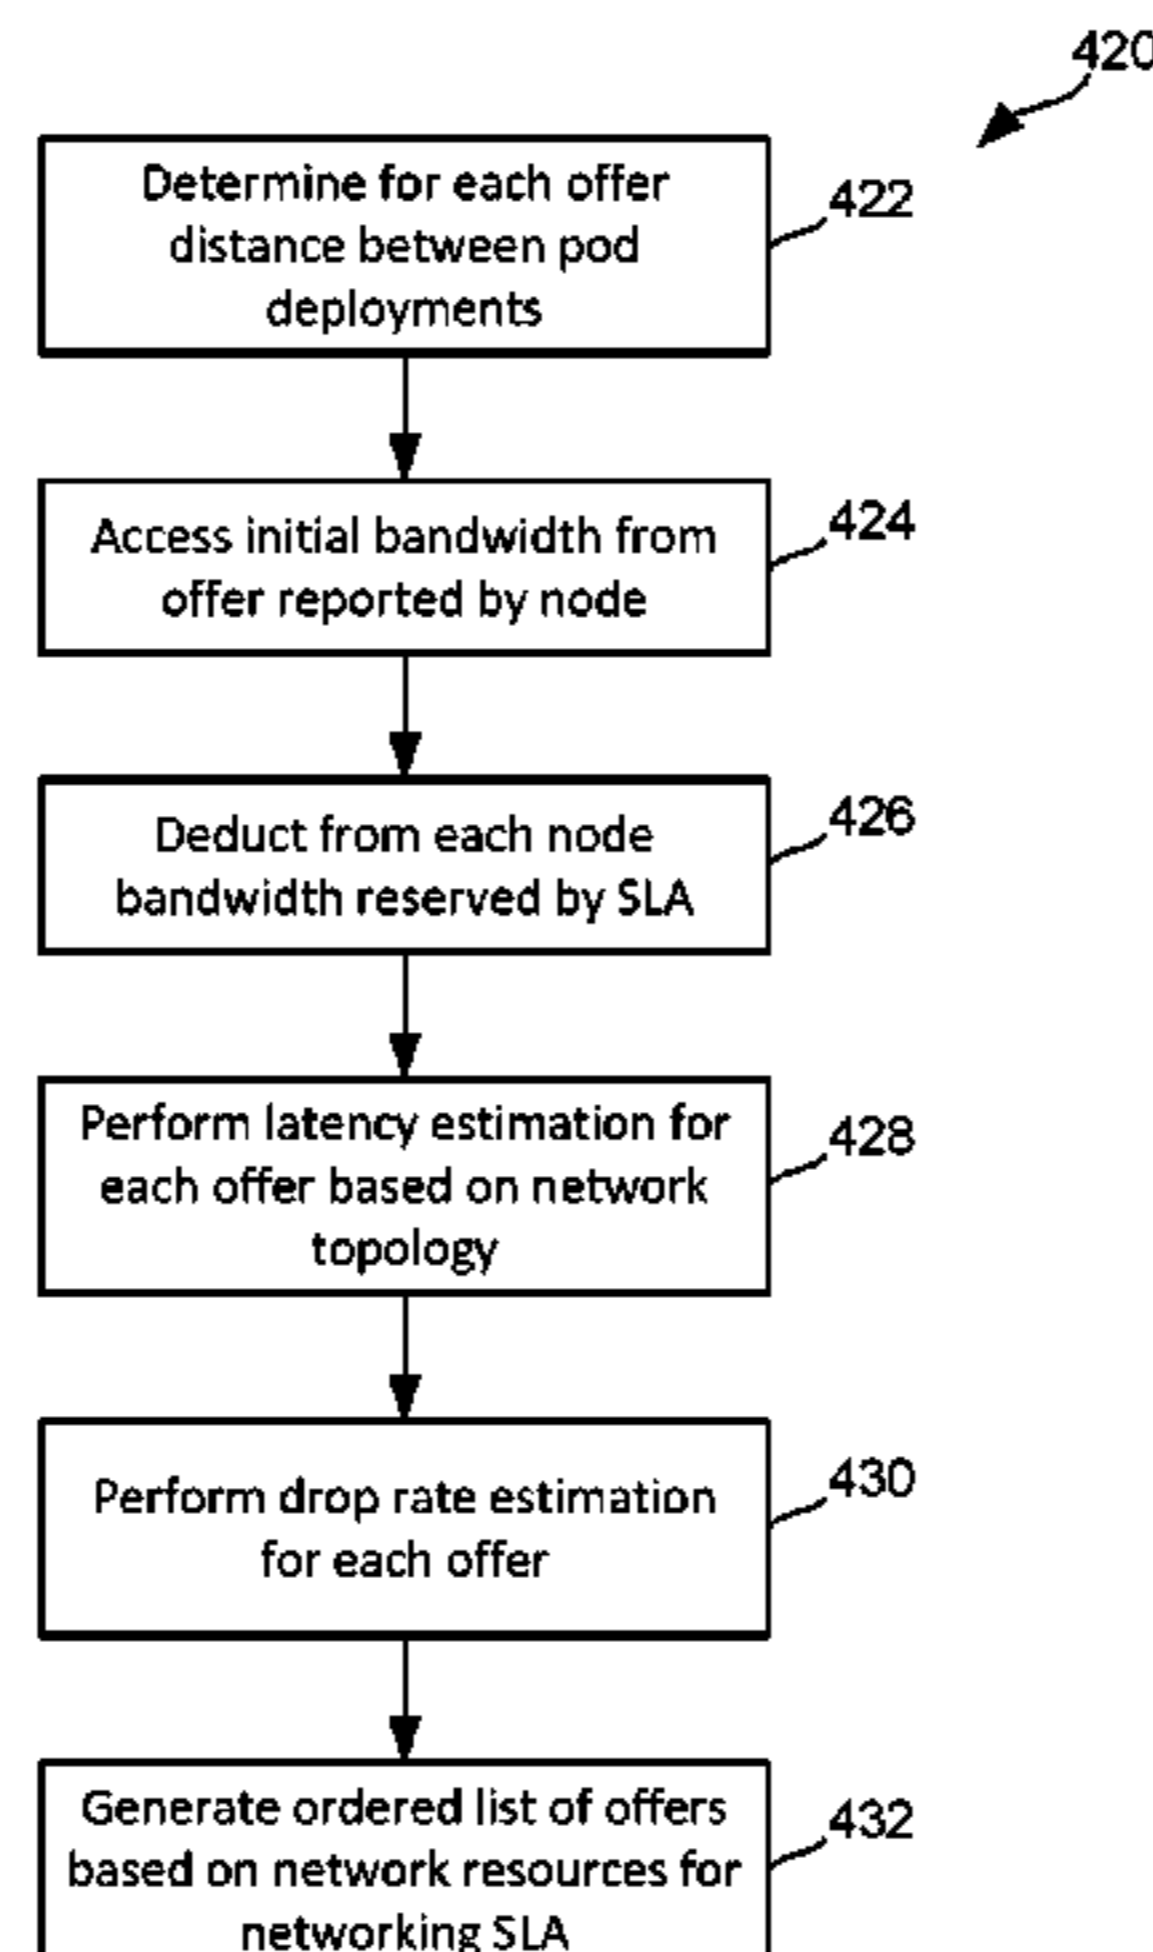 420
Determine for each offer
distance between pod
deployments
422
Access initial bandwidth from
offer reported by node
424
Deduct from each node
bandwidth reserved by SLA
426
Perform latency estimation for
each offer based on network
topology
428
Perform drop rate estimation
for each offer
430
Generate ordered list of offers
based on network resources for
networking SLA
432